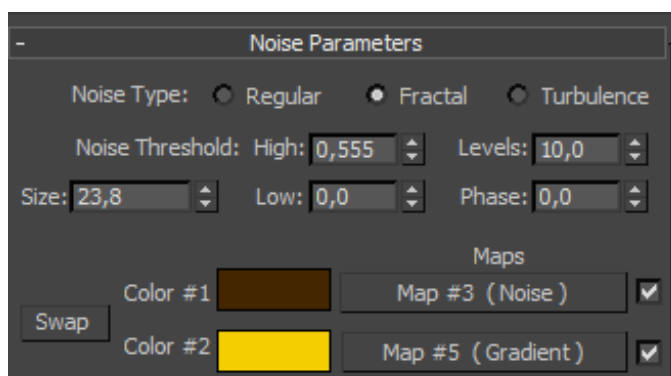 - Noise Parameters
Noise Type: Regular Fractal Turbulence
Noise Threshold: High: 0,555 Levels: 10,0
Size: 23,8 Low: 0,0 Phase: 0,0
Maps
Color #1 Map #3 ( Noise )
Swap
Color #2 Map #5 ( Gradient )